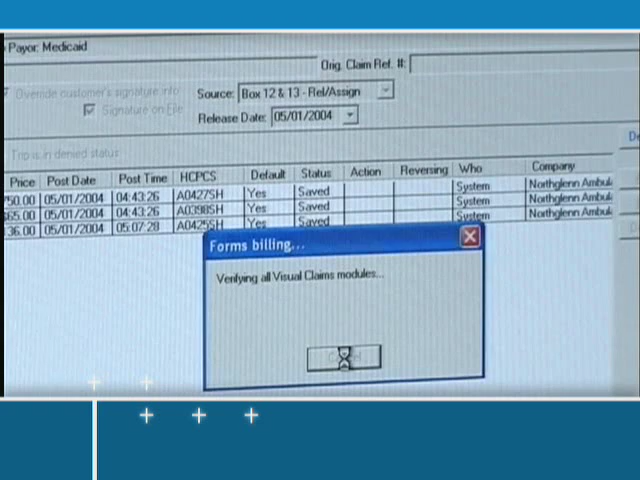 Payor: Medicaid
Orig. Claim Ref. #:
Override customer's signature info
Source: Box 12 & 13 - Rel/Assign
Signature on File
Release Date: 05/01/2004
Trip is in denied status
Price Post Date Post Time HCPCS Default Status Action Reversing Who Company
750.00 05/01/2004 04:43:26 A0427SH Yes Saved System Northglenn Ambul
565.00 05/01/2004 04:43:26 A0398SH Yes Saved System Northglenn Ambul
36.00 05/01/2004 05:07:28 A0425SH Yes Saved System Northglenn Ambul
Forms billing...
Verifying all Visual Claims modules...